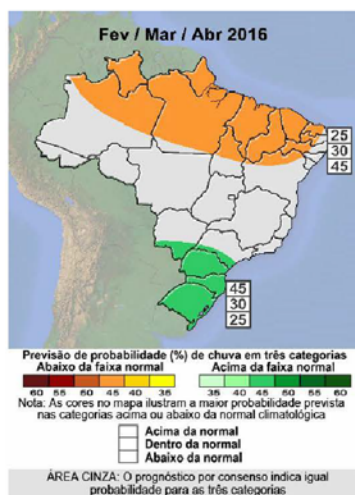 Fev / Mar / Abr 2016
25
30
45
45
30
25
Previsão de probabilidade (%) de chuva em três categorias
Abaixo da faixa normal
Acima da faixa normal
60 55 50 45 40 35
35 40 45 50 55 60
Nota: As cores no mapa ilustram a maior probabilidade prevista
nas categorias acima ou abaixo da normal climatológica
Acima da normal
Dentro da normal
Abaixo da normal
ÁREA CINZA: O prognóstico por consenso indica igual
probabilidade para as três categorias